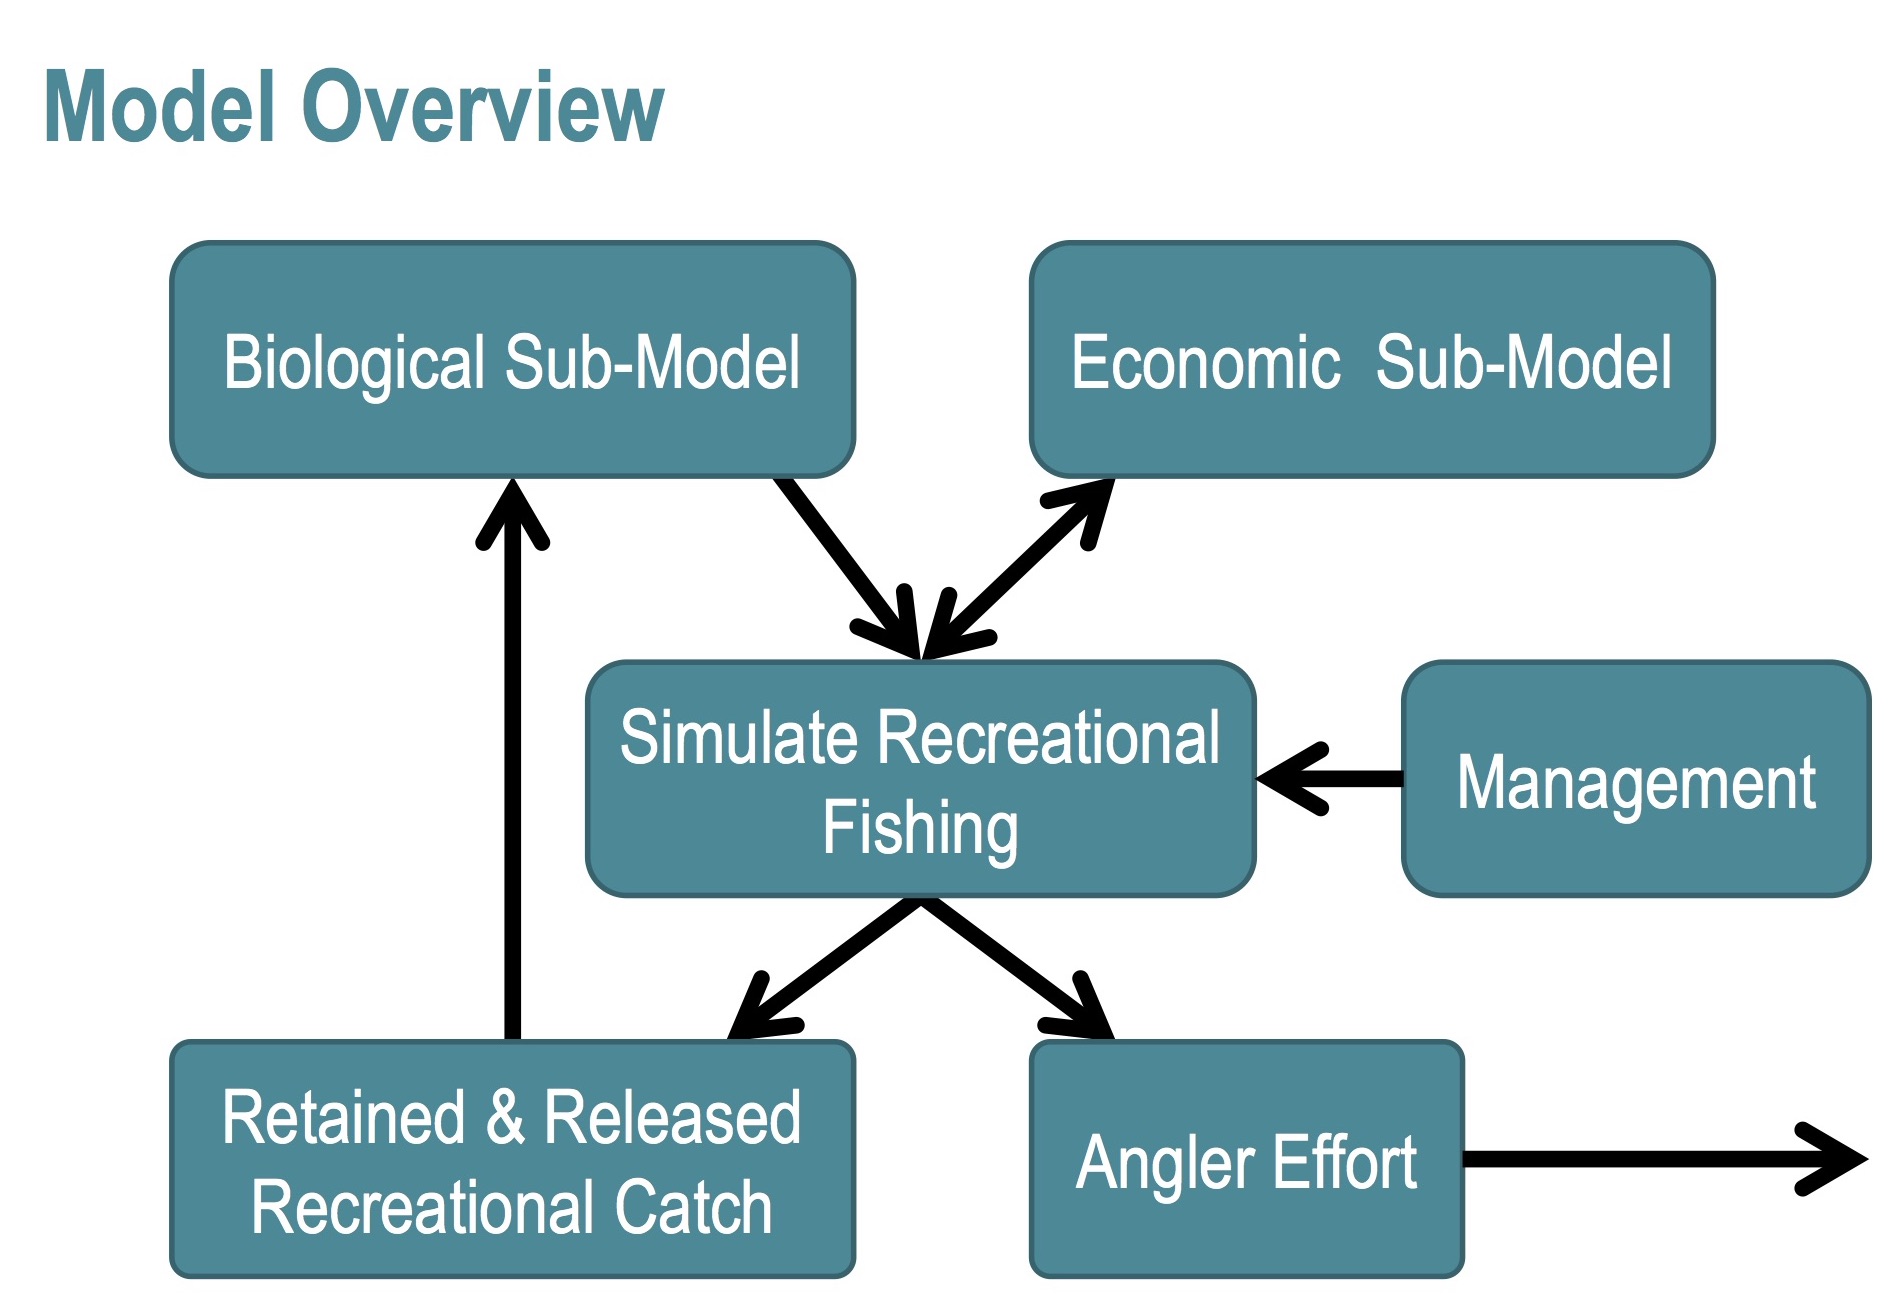 Model Overview
Biological Sub-Model
Economic  Sub-Model
Simulate Recreational
Fishing
Management
Retained & Released
Recreational Catch
Angler Effort